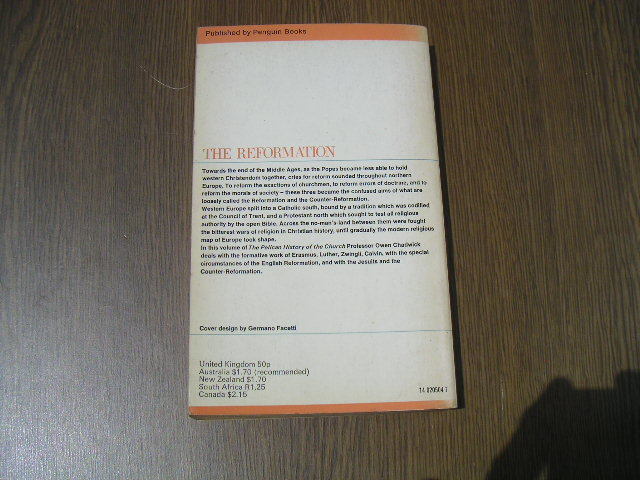 Published by Penguin Books
THE REFORMATION
Towards the end of the Middle Ages, as the Popes became less able to hold
western Christendom together, cries for reform sounded throughout northern
Europe. To reform the exactions of churchmen, to reform errors of doctrine, and to
reform the morals of society – these three became the confused aims of what are
loosely called the Reformation and the Counter-Reformation.
Western Europe split into a Catholic south, bound by a tradition which was codified
at the Council of Trent, and a Protestant north which sought to test all religious
authority by the open Bible. Across the no-man's-land between them were fought
the bitterest wars of religion in Christian history, until gradually the modern religious
map of Europe took shape.
In this volume of The Pelican History of the Church Professor Owen Chadwick
deals with the formative work of Erasmus, Luther, Zwingli, Calvin, with the special
circumstances of the English Reformation, and with the Jesuits and the
Counter-Reformation.
Cover design by Germano Facetti
United Kingdom 50p
Australia $1.70 (recommended)
New Zealand $1.70
South Africa R1,25
Canada $2.15
14 020504 7